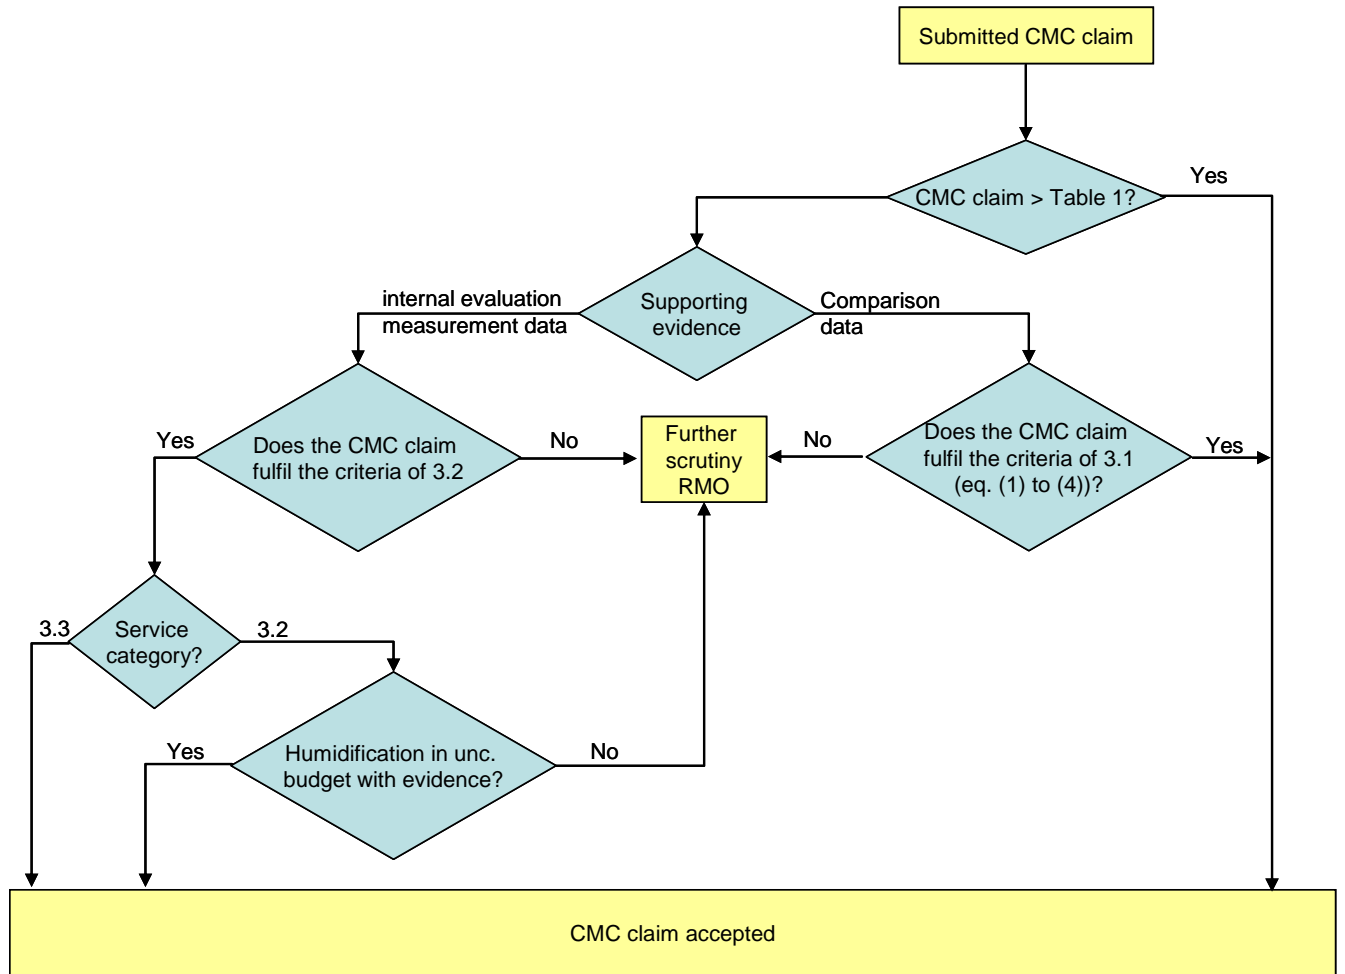 Submitted CMC claim
CMC claim > Table 1?
Yes
Supporting
evidence
internal evaluation
measurement data
Comparison
data
Does the CMC claim
fulfil the criteria of 3.2
Yes
No
Further
scrutiny
RMO
No
Does the CMC claim
fulfil the criteria of 3.1
(eq. (1) to (4))?
Yes
3.3
Service
category?
3.2
Yes
Humidification in unc.
budget with evidence?
No
CMC claim accepted